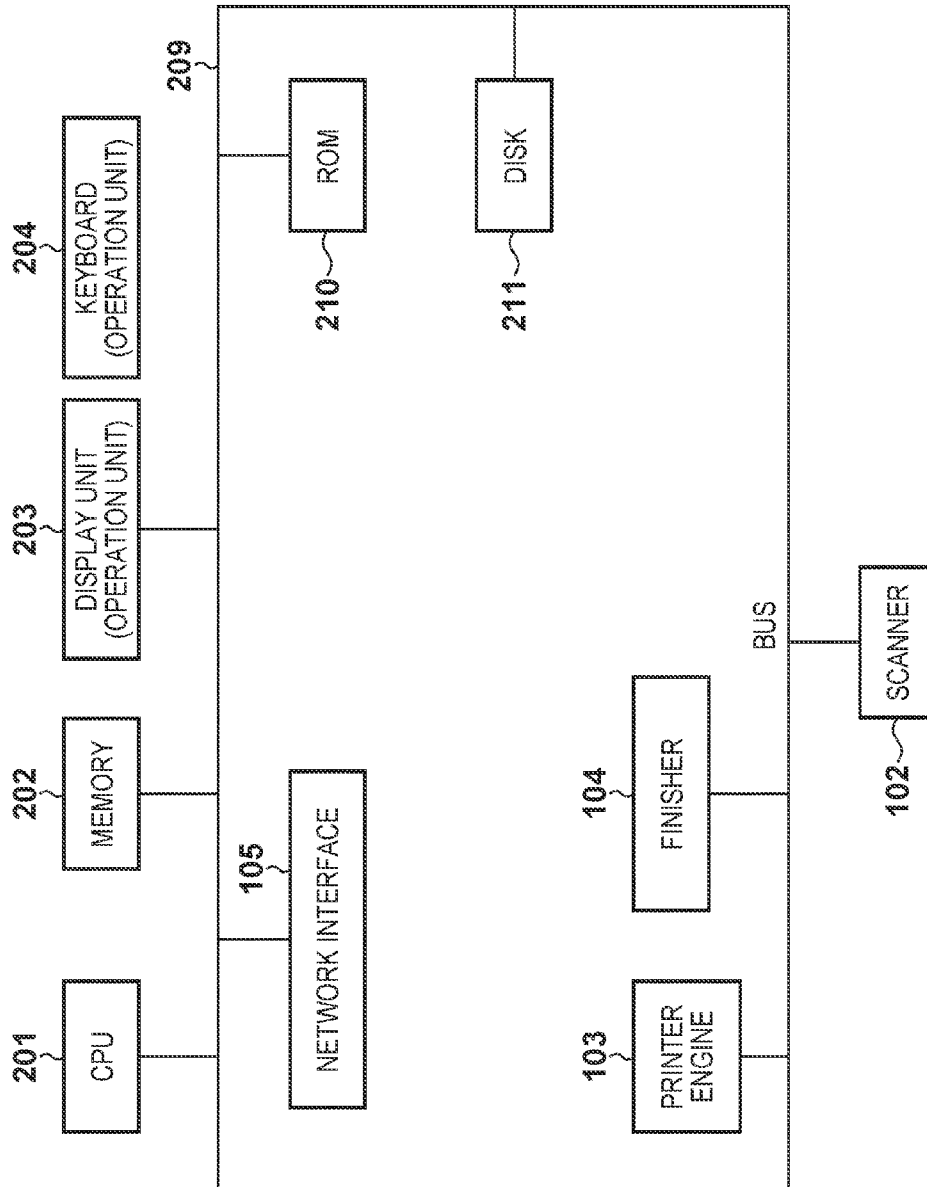 201
CPU
202
MEMORY
203
DISPLAY UNIT
(OPERATION UNIT)
204
KEYBOARD
(OPERATION UNIT)
209
105
NETWORK INTERFACE
ROM
210
DISK
211
103
PRINTER
ENGINE
104
FINISHER
BUS
SCANNER
102